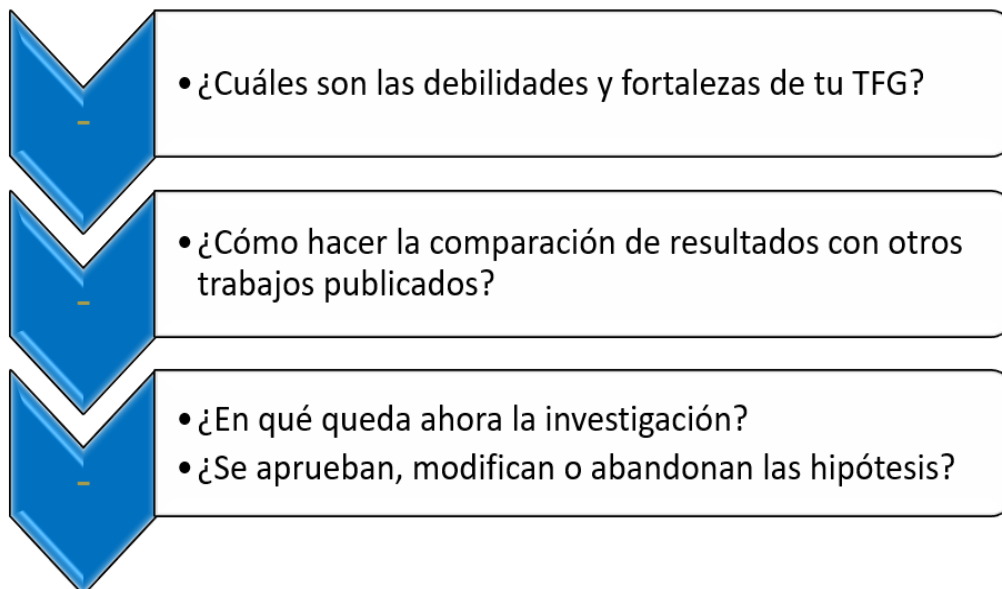 -
• ¿Cuáles son las debilidades y fortalezas de tu TFG?
-
• ¿Cómo hacer la comparación de resultados con otros
trabajos publicados?
-
• ¿En qué queda ahora la investigación?
• ¿Se aprueban, modifican o abandonan las hipótesis?